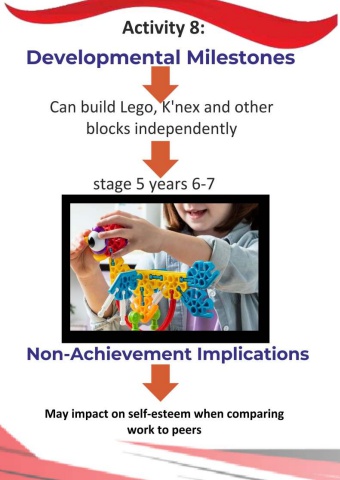 Activity 8:
Developmental Milestones
Can build Lego, K'nex and other
blocks independently
stage 5 years 6-7
Non-Achievement Implications
May impact on self-esteem when comparing
work to peers